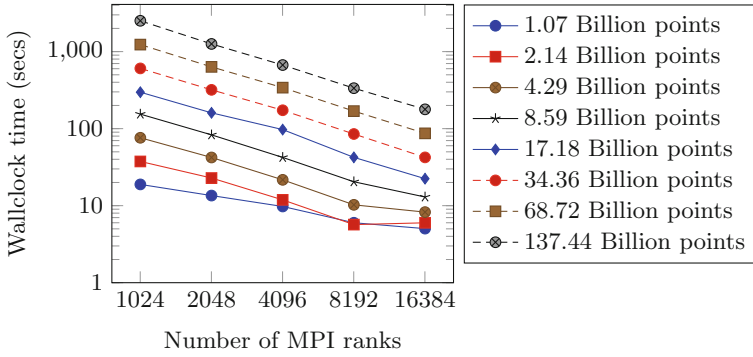 Wallclock time (secs)
1,000
100
10
1
1024 2048 4096 8192 16384
Number of MPI ranks
1.07 Billion points
2.14 Billion points
4.29 Billion points
8.59 Billion points
17.18 Billion points
34.36 Billion points
68.72 Billion points
137.44 Billion points